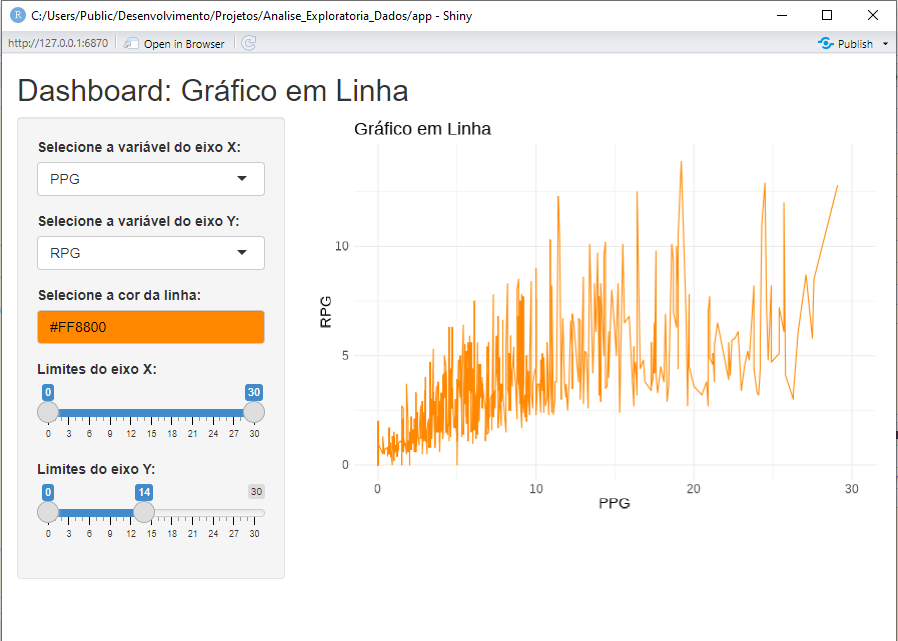 C:/Users/Public/Desenvolvimento/Projetos/Analise_Exploratoria_Dados/app - Shiny
http://127.0.0.1:6870
Open in Browser
Publish
Dashboard: Gráfico em Linha
Selecione a variável do eixo X:
PPG
Selecione a variável do eixo Y:
RPG
Selecione a cor da linha:
#FF8800
Limites do eixo X:
0 30
0 3 6 9 12 15 18 21 24 27 30
Limites do eixo Y:
0 14 30
0 3 6 9 12 15 18 21 24 27 30
Gráfico em Linha
RPG
10
5
0
0 10 20 30
PPG